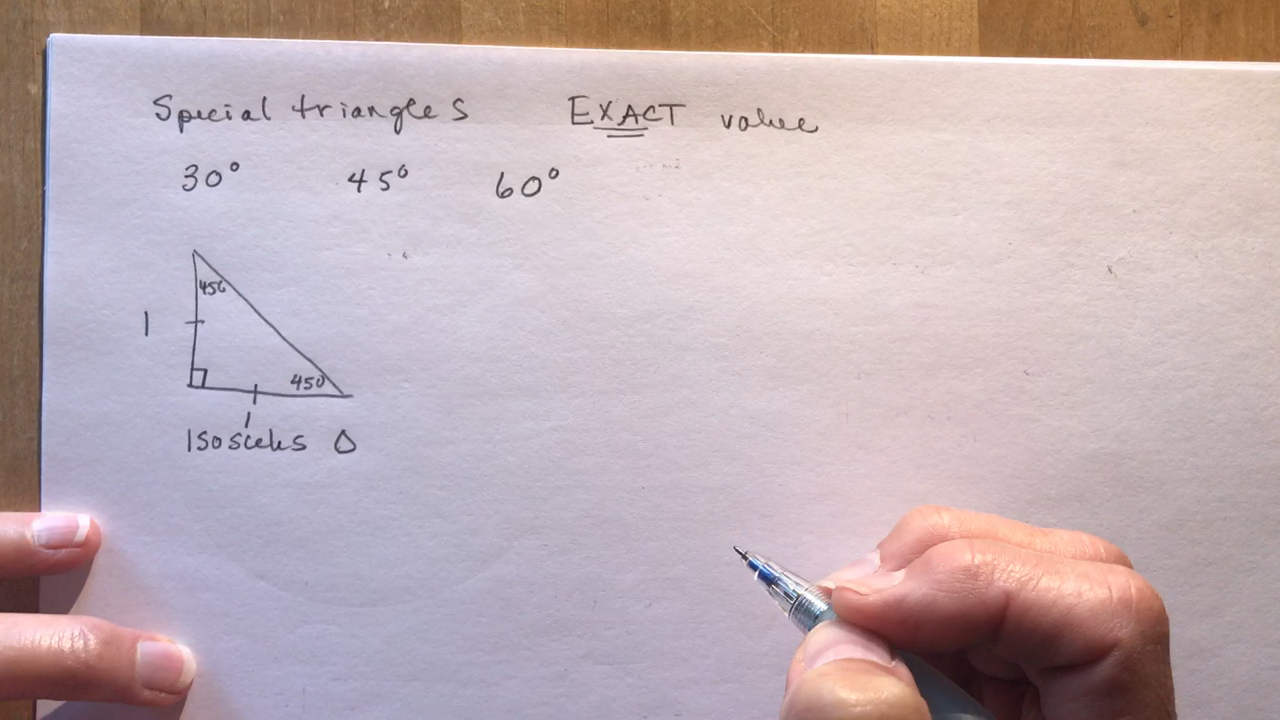 Special triangles EXACT value
30° 45° 60°
45°
1
45°
1
Isosceles Δ